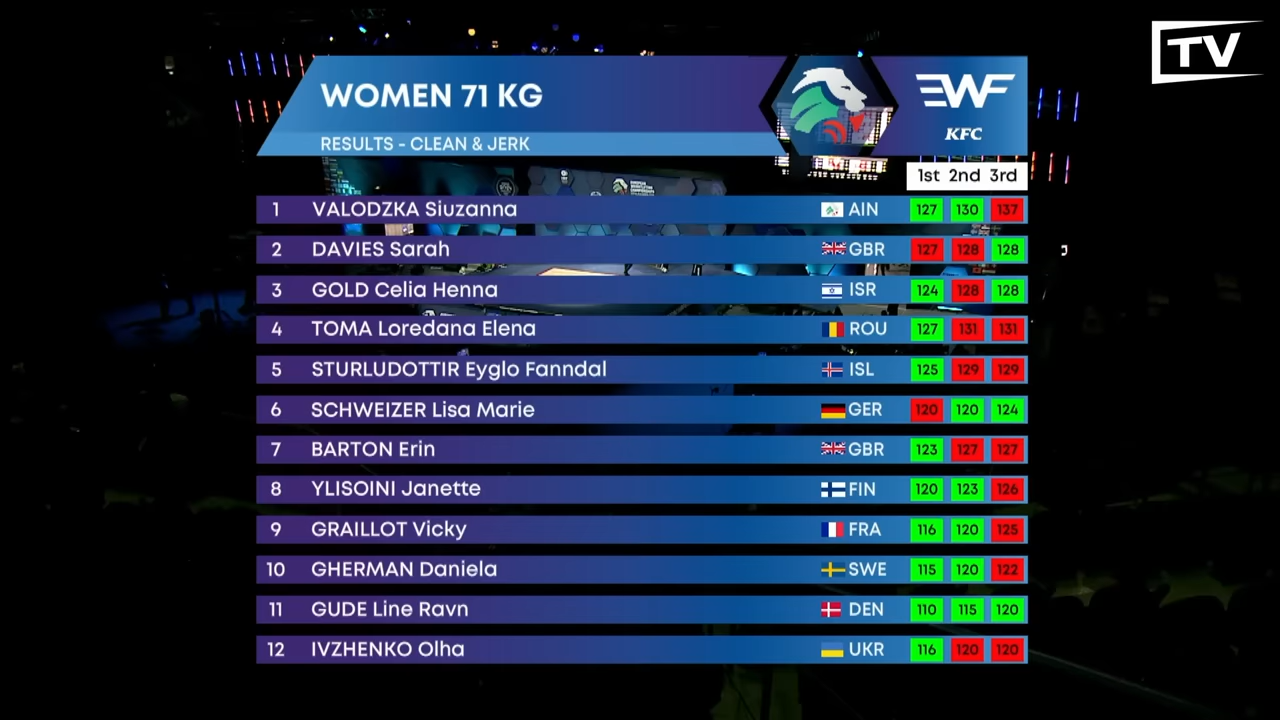 TV
WOMEN 71 KG
EWF
KFC
RESULTS - CLEAN & JERK
1st 2nd 3rd
1 VALODZKA Siuzanna AIN 127 130 137
2 DAVIES Sarah GBR 127 128 128
3 GOLD Celia Henna ISR 124 128 128
4 TOMA Loredana Elena ROU 127 131 131
5 STURLUDOTTIR Eyglo Fanndal ISL 125 129 129
6 SCHWEIZER Lisa Marie GER 120 120 124
7 BARTON Erin GBR 123 127 127
8 YLISOINI Janette FIN 120 123 126
9 GRAILLOT Vicky FRA 116 120 125
10 GHERMAN Daniela SWE 115 120 122
11 GUDE Line Ravn DEN 110 115 120
12 IVZHENKO Olha UKR 116 120 120